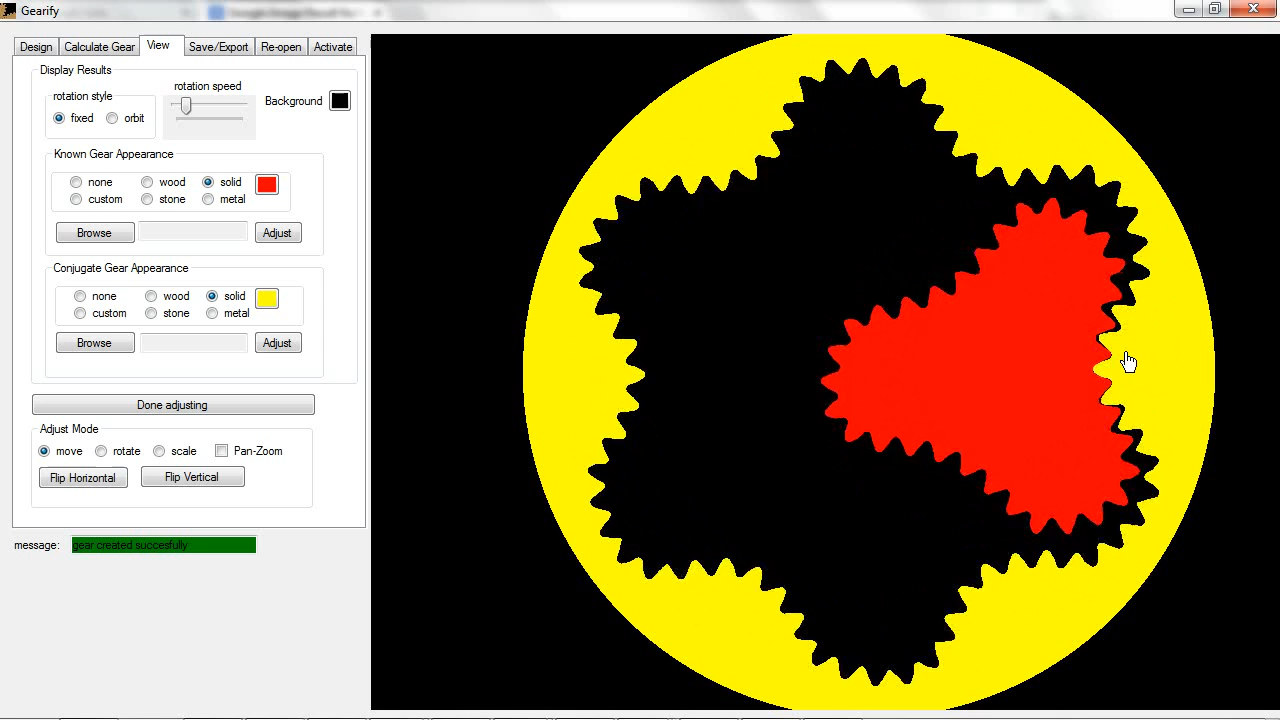 Gearify
Design Calculate Gear View Save/Export Re-open Activate
Display Results
rotation style
fixed orbit
rotation speed
Background
Known Gear Appearance
none wood solid
custom stone metal
Browse Adjust
Conjugate Gear Appearance
none wood solid
custom stone metal
Browse Adjust
Done adjusting
Adjust Mode
move rotate scale Pan-Zoom
Flip Horizontal Flip Vertical
message: gear created succesfully